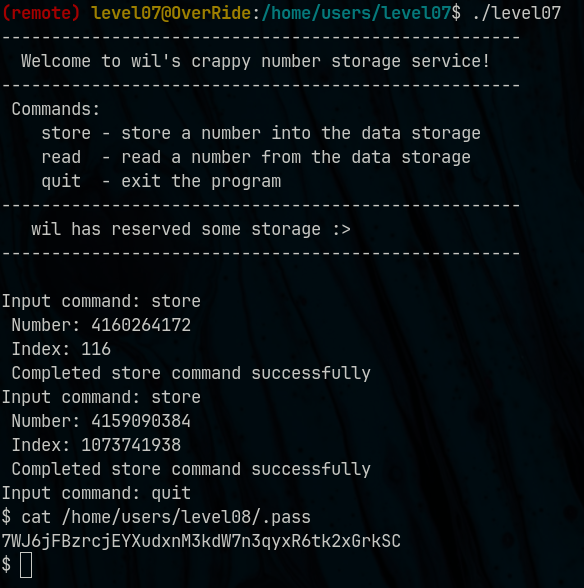 (remote) level07@OverRide:/home/users/level07$ ./level07
----------------------------------------------------
  Welcome to wil's crappy number storage service!
----------------------------------------------------
 Commands:
    store - store a number into the data storage
    read  - read a number from the data storage
    quit  - exit the program
----------------------------------------------------
   wil has reserved some storage :>
----------------------------------------------------

Input command: store
 Number: 4160264172
 Index: 116
 Completed store command successfully
Input command: store
 Number: 4159090384
 Index: 1073741938
 Completed store command successfully
Input command: quit
$ cat /home/users/level08/.pass
7WJ6jFBzrcjEYXudxnM3kdW7n3qyxR6tk2xGrkSC
$